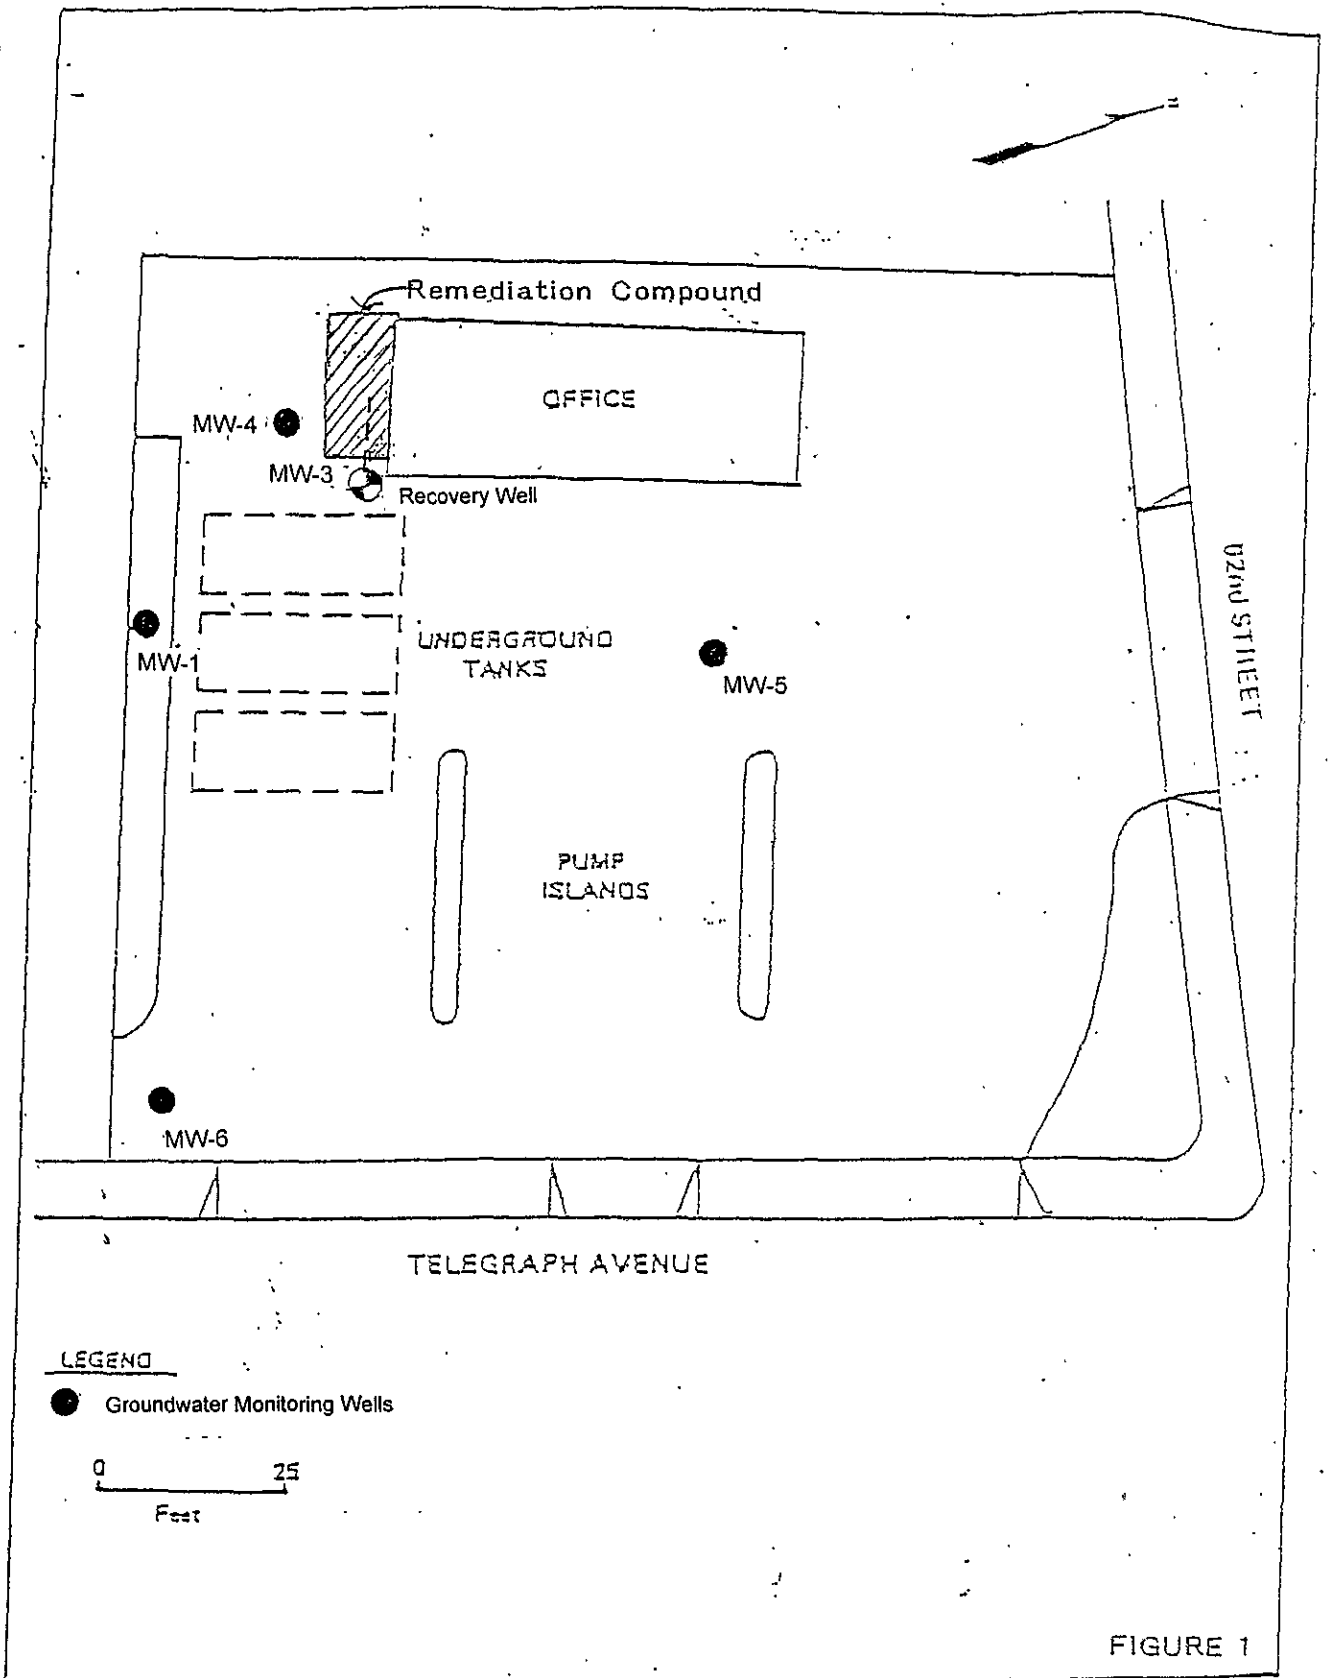 Remediation Compound
OFFICE
MW-4
MW-3
Recovery Well
UNDERGROUND
TANKS
MW-1
MW-5
STREET
PUMP
ISLANDS
MW-6
TELEGRAPH AVENUE
LEGEND
Groundwater Monitoring Wells
0 25
Feet
FIGURE 1